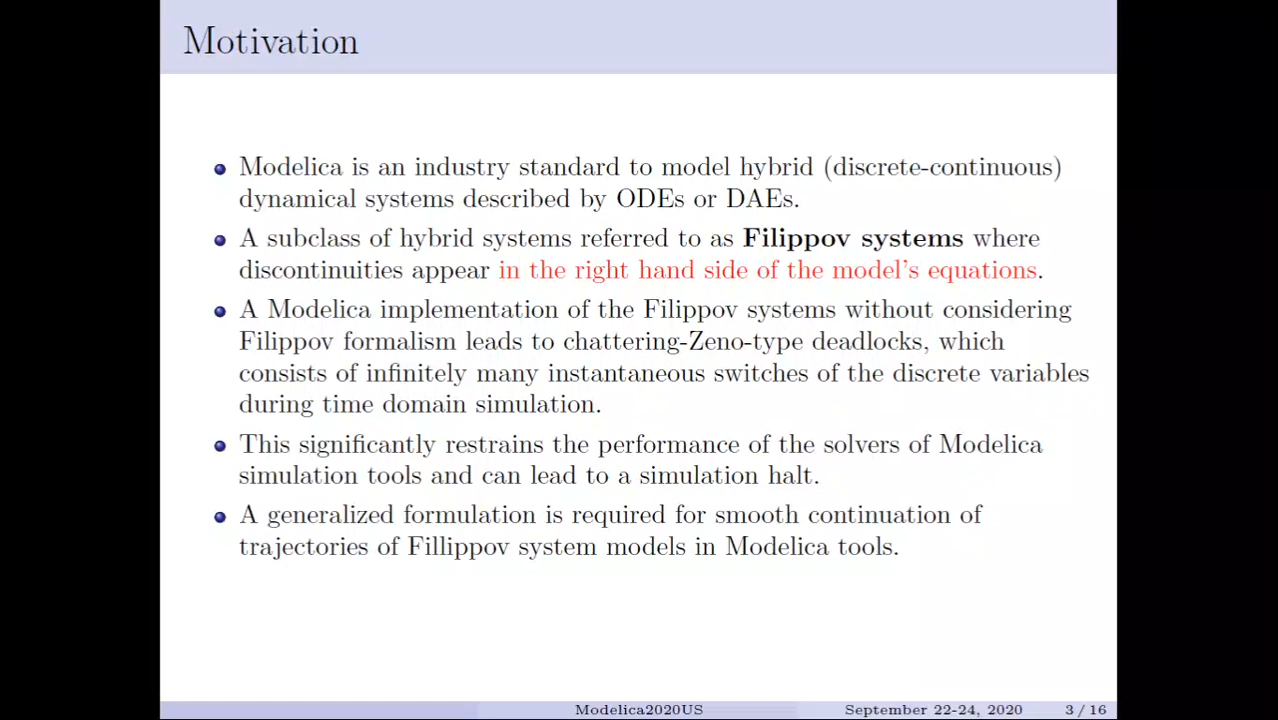 Motivation
Modelica is an industry standard to model hybrid (discrete-continuous)
dynamical systems described by ODEs or DAEs.
A subclass of hybrid systems referred to as Filippov systems where
discontinuities appear in the right hand side of the model's equations.
A Modelica implementation of the Filippov systems without considering
Filippov formalism leads to chattering-Zeno-type deadlocks, which
consists of infinitely many instantaneous switches of the discrete variables
during time domain simulation.
This significantly restrains the performance of the solvers of Modelica
simulation tools and can lead to a simulation halt.
A generalized formulation is required for smooth continuation of
trajectories of Fillippov system models in Modelica tools.
Modelica2020US September 22-24, 2020 3 / 16